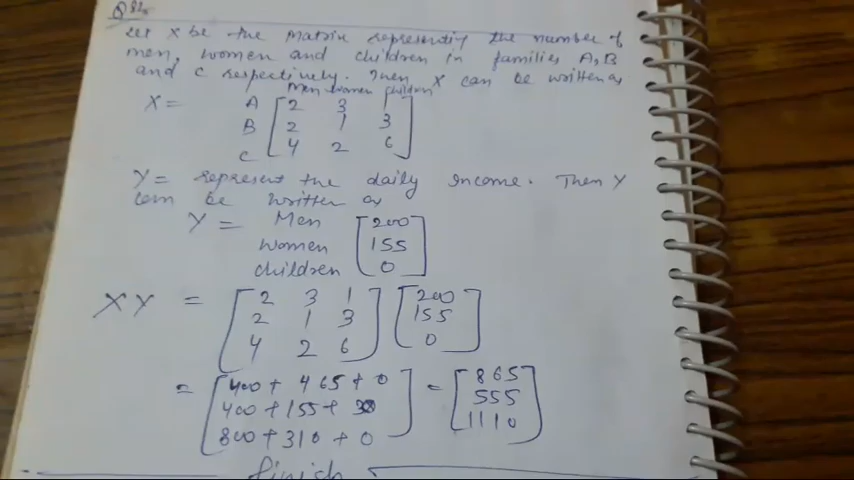 Q
Let X be the matrix representing the number of
men, women and children in families A, B
and C respectively. Then X can be written as
Men women children
X = A [ 2 3 1 ]
B [ 2 1 3 ]
C [ 4 2 6 ]
Y = represent the daily income. Then Y
can be written as
Y = Men [ 200 ]
women [ 155 ]
children [ 0 ]
XY = [ 2 3 1 ] [ 200 ]
[ 2 1 3 ] [ 155 ]
[ 4 2 6 ] [ 0 ]
= [ 400 + 465 + 0 ] = [ 865 ]
[ 400 + 155 + 0 ] [ 555 ]
[ 800 + 310 + 0 ] [ 1110 ]
finish